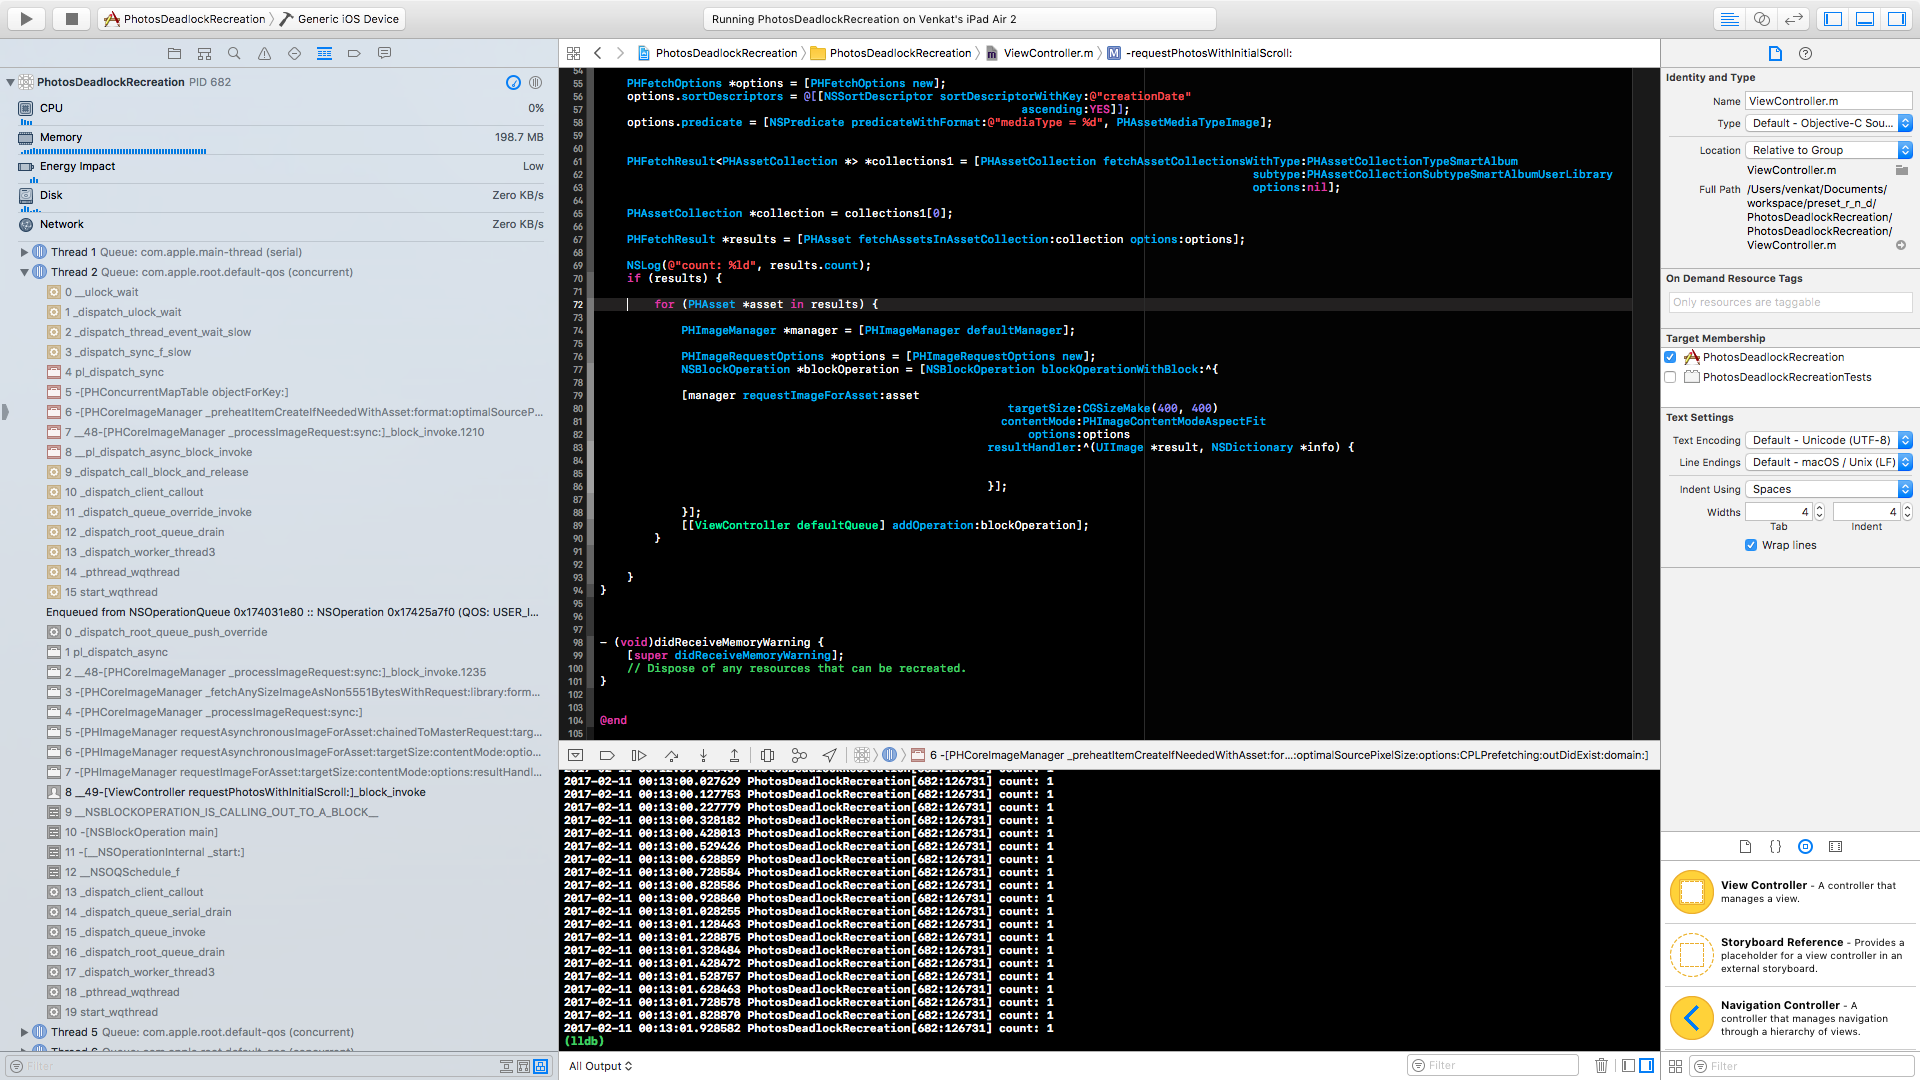 PhotosDeadlockRecreation Generic iOS Device
Running PhotosDeadlockRecreation on Venkat's iPad Air 2
PhotosDeadlockRecreation PID 682
CPU 0%
Memory 198.7 MB
Energy Impact Low
Disk Zero KB/s
Network Zero KB/s
Thread 1 Queue: com.apple.main-thread (serial)
Thread 2 Queue: com.apple.root.default-qos (concurrent)
0 __ulock_wait
1 _dispatch_ulock_wait
2 _dispatch_thread_event_wait_slow
3 _dispatch_sync_f_slow
4 pl_dispatch_sync
5 -[PHConcurrentMapTable objectForKey:]
6 -[PHCoreImageManager _preheatItemCreateIfNeededWithAsset:format:optimalSourceP...
7 __48-[PHCoreImageManager _processImageRequest:sync:]_block_invoke.1210
8 __pl_dispatch_async_block_invoke
9 _dispatch_call_block_and_release
10 _dispatch_client_callout
11 _dispatch_queue_override_invoke
12 _dispatch_root_queue_drain
13 _dispatch_worker_thread3
14 _pthread_wqthread
15 start_wqthread
Enqueued from NSOperationQueue 0x174031e80 :: NSOperation 0x17425a7f0 (QOS: USER_I...
0 _dispatch_root_queue_push_override
1 pl_dispatch_async
2 __48-[PHCoreImageManager _processImageRequest:sync:]_block_invoke.1235
3 -[PHCoreImageManager _fetchAnySizeImageAsNon5551BytesWithRequest:library:form...
4 -[PHCoreImageManager _processImageRequest:sync:]
5 -[PHImageManager requestAsynchronousImageForAsset:chainedToMasterRequest:targ...
6 -[PHImageManager requestAsynchronousImageForAsset:targetSize:contentMode:optio...
7 -[PHImageManager requestImageForAsset:targetSize:contentMode:options:resultHandl...
8 __49-[ViewController requestPhotosWithInitialScroll:]_block_invoke
9 __NSBLOCKOPERATION_IS_CALLING_OUT_TO_A_BLOCK__
10 -[NSBlockOperation main]
11 -[__NSOperationInternal _start:]
12 __NSOQSchedule_f
13 _dispatch_client_callout
14 _dispatch_queue_serial_drain
15 _dispatch_queue_invoke
16 _dispatch_root_queue_drain
17 _dispatch_worker_thread3
18 _pthread_wqthread
19 start_wqthread
Thread 5 Queue: com.apple.root.default-qos (concurrent)
Filter
PhotosDeadlockRecreation PhotosDeadlockRecreation ViewController.m M -requestPhotosWithInitialScroll:
54
55 PHFetchOptions *options = [PHFetchOptions new];
56 options.sortDescriptors = @[[NSSortDescriptor sortDescriptorWithKey:@"creationDate"
57 ascending:YES]];
58 options.predicate = [NSPredicate predicateWithFormat:@"mediaType = %d", PHAssetMediaTypeImage];
59
60
61 PHFetchResult<PHAssetCollection *> *collections1 = [PHAssetCollection fetchAssetCollectionsWithType:PHAssetCollectionTypeSmartAlbum
62 subtype:PHAssetCollectionSubtypeSmartAlbumUserLibrary
63 options:nil];
64
65 PHAssetCollection *collection = collections1[0];
66
67 PHFetchResult *results = [PHAsset fetchAssetsInAssetCollection:collection options:options];
68
69 NSLog(@"count: %ld", results.count);
70 if (results) {
71
72 for (PHAsset *asset in results) {
73
74 PHImageManager *manager = [PHImageManager defaultManager];
75
76 PHImageRequestOptions *options = [PHImageRequestOptions new];
77 NSBlockOperation *blockOperation = [NSBlockOperation blockOperationWithBlock:^{
78
79 [manager requestImageForAsset:asset
80 targetSize:CGSizeMake(400, 400)
81 contentMode:PHImageContentModeAspectFit
82 options:options
83 resultHandler:^(UIImage *result, NSDictionary *info) {
84
85
86 }];
87
88 }];
89 [[ViewController defaultQueue] addOperation:blockOperation];
90 }
91
92
93 }
94 }
95
96
97
98 - (void)didReceiveMemoryWarning {
99 [super didReceiveMemoryWarning];
100 // Dispose of any resources that can be recreated.
101 }
102
103
104 @end
105
6 -[PHCoreImageManager _preheatItemCreateIfNeededWithAsset:for...:optimalSourcePixelSize:options:CPLPrefetching:outDidExist:domain:]
2017-02-11 00:13:00.027629 PhotosDeadlockRecreation[682:126731] count: 1
2017-02-11 00:13:00.127753 PhotosDeadlockRecreation[682:126731] count: 1
2017-02-11 00:13:00.227779 PhotosDeadlockRecreation[682:126731] count: 1
2017-02-11 00:13:00.328182 PhotosDeadlockRecreation[682:126731] count: 1
2017-02-11 00:13:00.428013 PhotosDeadlockRecreation[682:126731] count: 1
2017-02-11 00:13:00.529426 PhotosDeadlockRecreation[682:126731] count: 1
2017-02-11 00:13:00.628859 PhotosDeadlockRecreation[682:126731] count: 1
2017-02-11 00:13:00.728584 PhotosDeadlockRecreation[682:126731] count: 1
2017-02-11 00:13:00.828586 PhotosDeadlockRecreation[682:126731] count: 1
2017-02-11 00:13:00.928860 PhotosDeadlockRecreation[682:126731] count: 1
2017-02-11 00:13:01.028255 PhotosDeadlockRecreation[682:126731] count: 1
2017-02-11 00:13:01.128463 PhotosDeadlockRecreation[682:126731] count: 1
2017-02-11 00:13:01.228875 PhotosDeadlockRecreation[682:126731] count: 1
2017-02-11 00:13:01.328484 PhotosDeadlockRecreation[682:126731] count: 1
2017-02-11 00:13:01.428472 PhotosDeadlockRecreation[682:126731] count: 1
2017-02-11 00:13:01.528757 PhotosDeadlockRecreation[682:126731] count: 1
2017-02-11 00:13:01.628463 PhotosDeadlockRecreation[682:126731] count: 1
2017-02-11 00:13:01.728578 PhotosDeadlockRecreation[682:126731] count: 1
2017-02-11 00:13:01.828870 PhotosDeadlockRecreation[682:126731] count: 1
2017-02-11 00:13:01.928582 PhotosDeadlockRecreation[682:126731] count: 1
(lldb)
All Output
Filter
Identity and Type
Name ViewController.m
Type Default - Objective-C Sou...
Location Relative to Group
ViewController.m
Full Path /Users/venkat/Documents/
workspace/preset_r_n_d/
PhotosDeadlockRecreation/
PhotosDeadlockRecreation/
ViewController.m
On Demand Resource Tags
Only resources are taggable
Target Membership
PhotosDeadlockRecreation
PhotosDeadlockRecreationTests
Text Settings
Text Encoding Default - Unicode (UTF-8)
Line Endings Default - macOS / Unix (LF)
Indent Using Spaces
Widths 4 4
Tab Indent
Wrap lines
View Controller - A controller that
manages a view.
Storyboard Reference - Provides a
placeholder for a view controller in an
external storyboard.
Navigation Controller - A
controller that manages navigation
through a hierarchy of views.
Filter